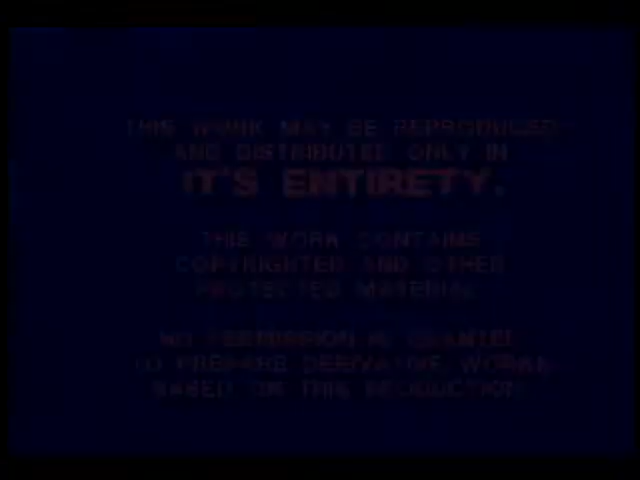 THIS WORK MAY BE REPRODUCED
AND DISTRIBUTED ONLY IN
IT'S ENTIRETY.
THIS WORK CONTAINS
COPYRIGHTED AND OTHER
PROTECTED MATERIAL
NO PERMISSION IS GRANTED
TO PREPARE DERIVATIVE WORKS
BASED ON THIS PRODUCTION